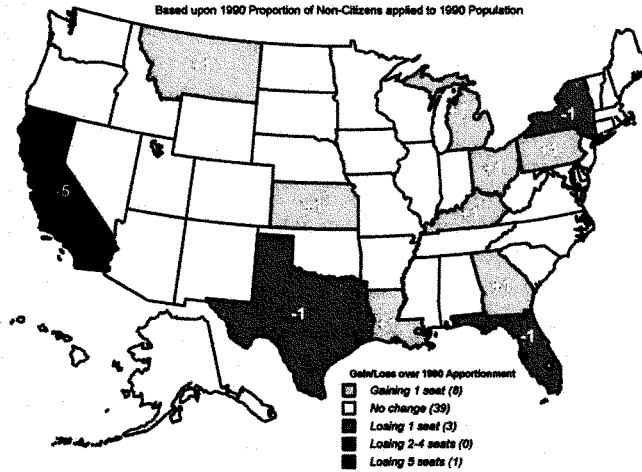 Based upon 1990 Proportion of Non-Citizens applied to 1990 Population
-1
-5
-1
-1
Gain/Loss over 1990 Apportionment
Gaining 1 seat (8)
No change (39)
Losing 1 seat (3)
Losing 2-4 seats (0)
Losing 5 seats (1)